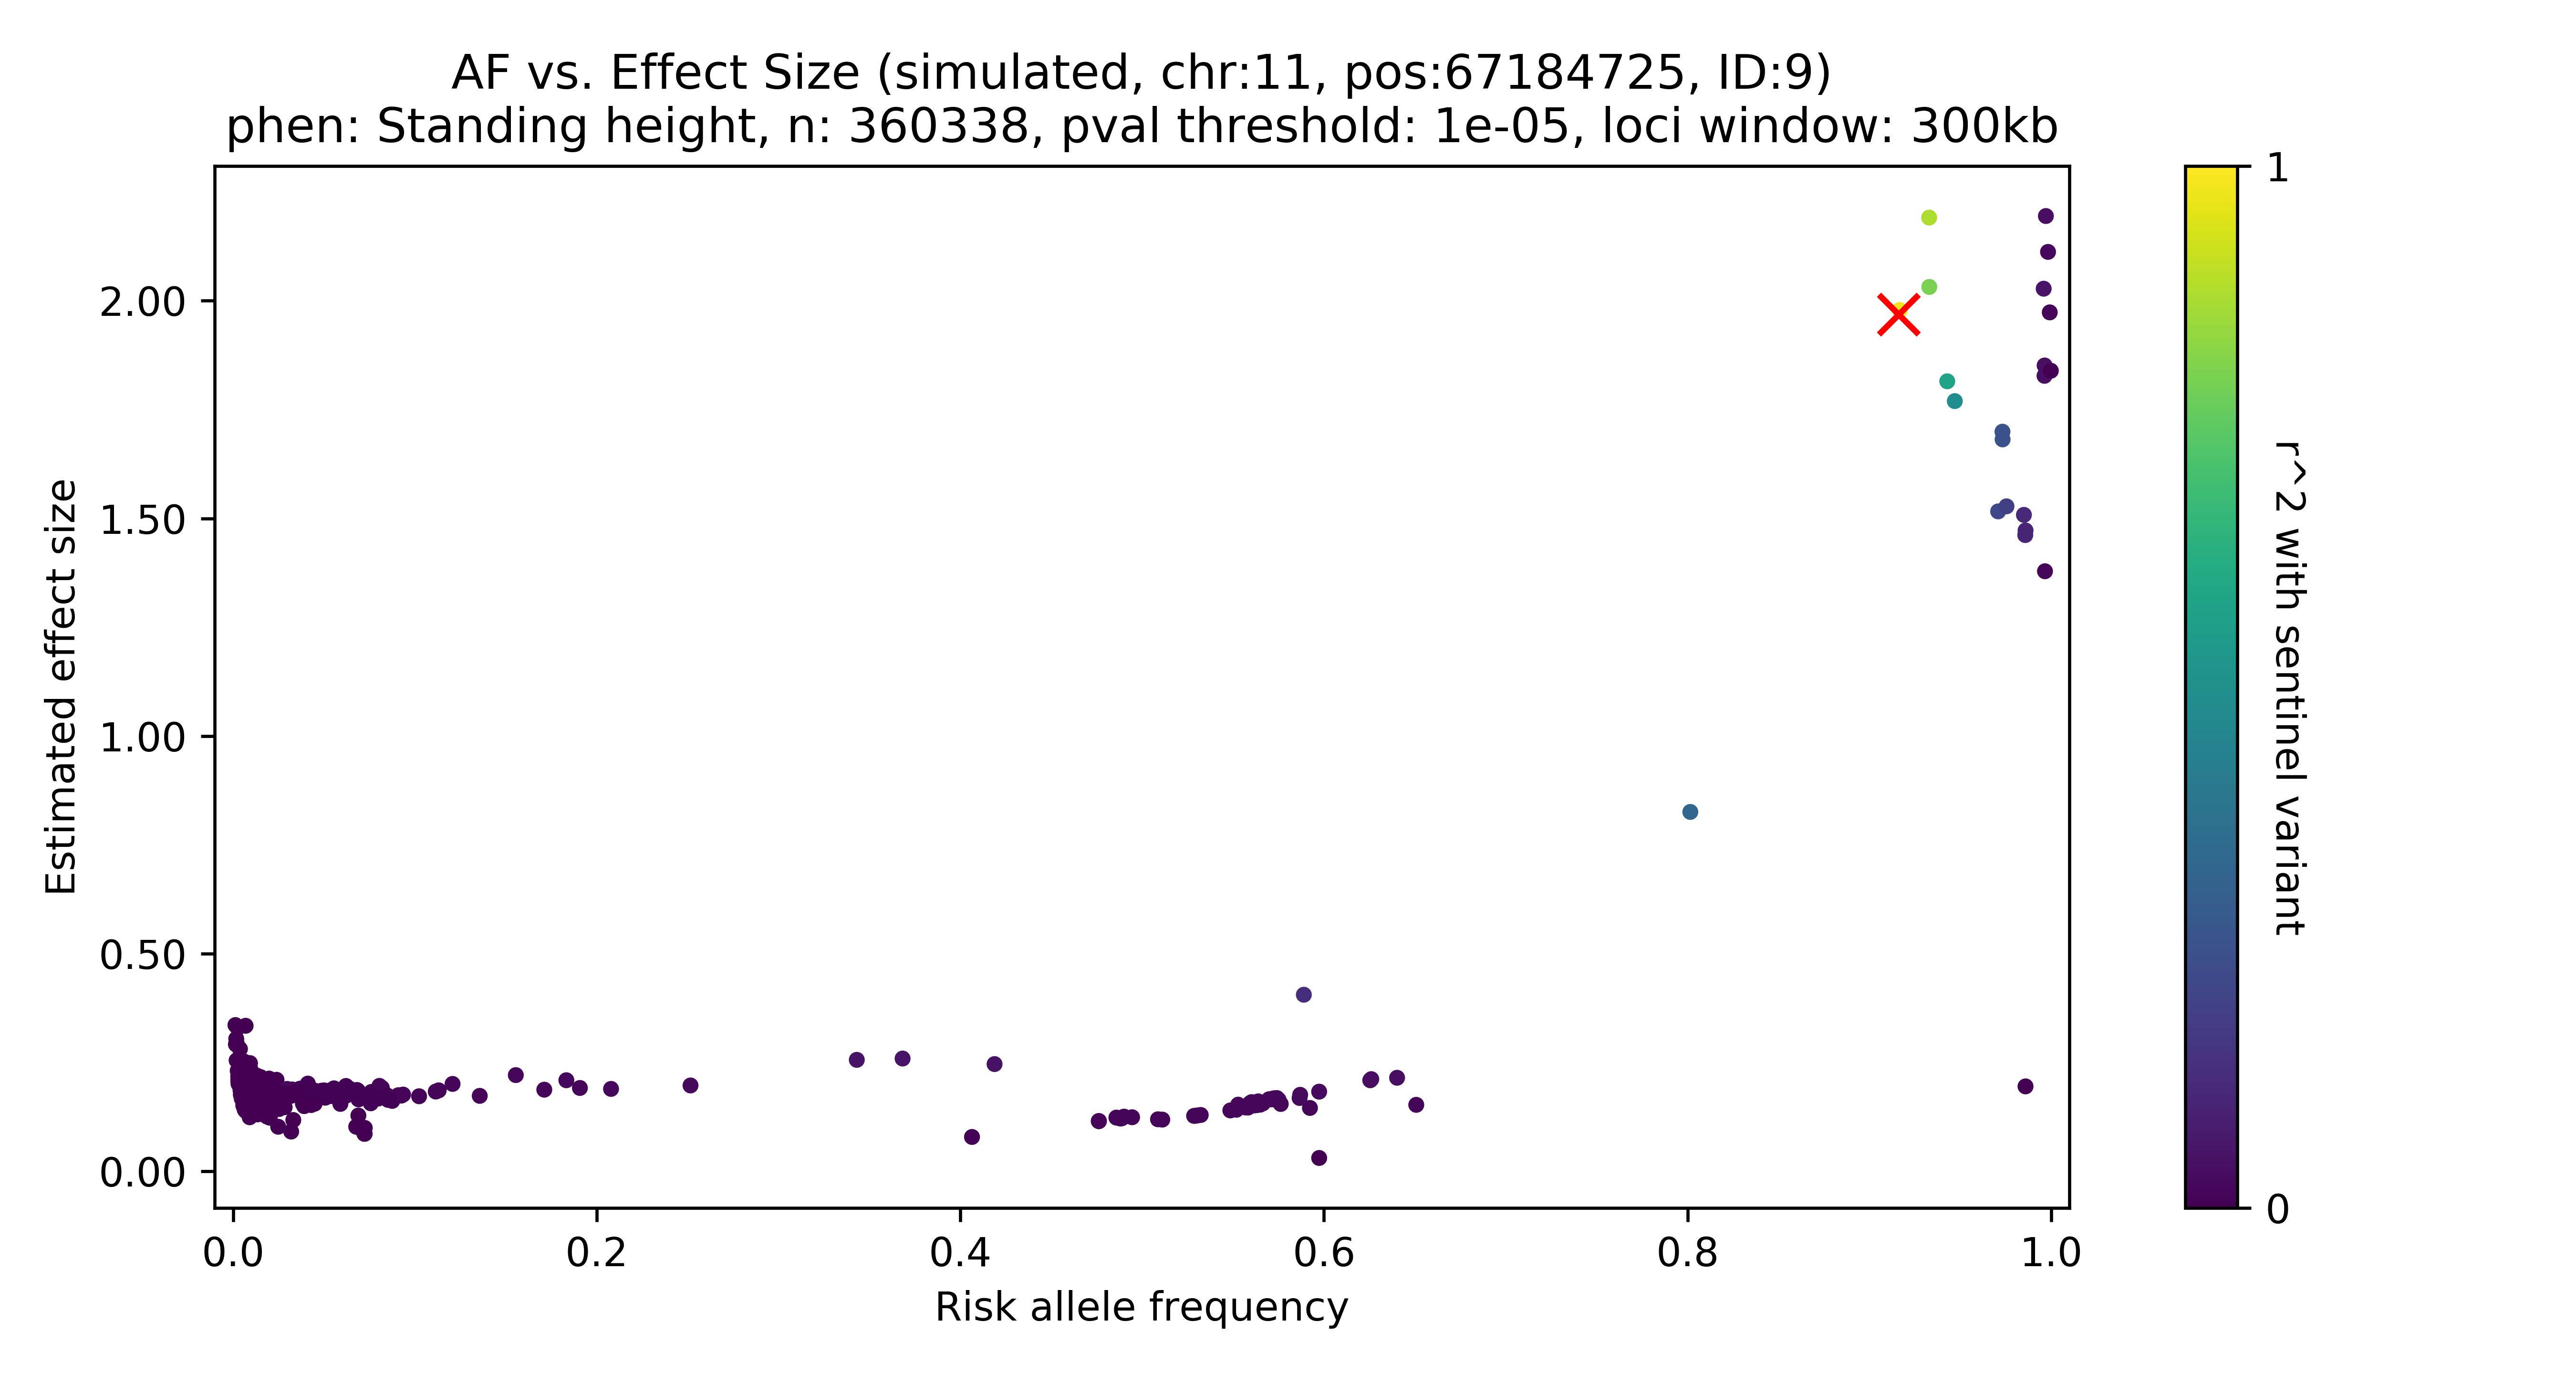 AF vs. Effect Size (simulated, chr:11, pos:67184725, ID:9)
phen: Standing height, n: 360338, pval threshold: 1e-05, loci window: 300kb
2.00
1.50
1.00
0.50
0.00
Estimated effect size
0.0
0.2
0.4
0.6
0.8
1.0
Risk allele frequency
1
0
r^2 with sentinel variant